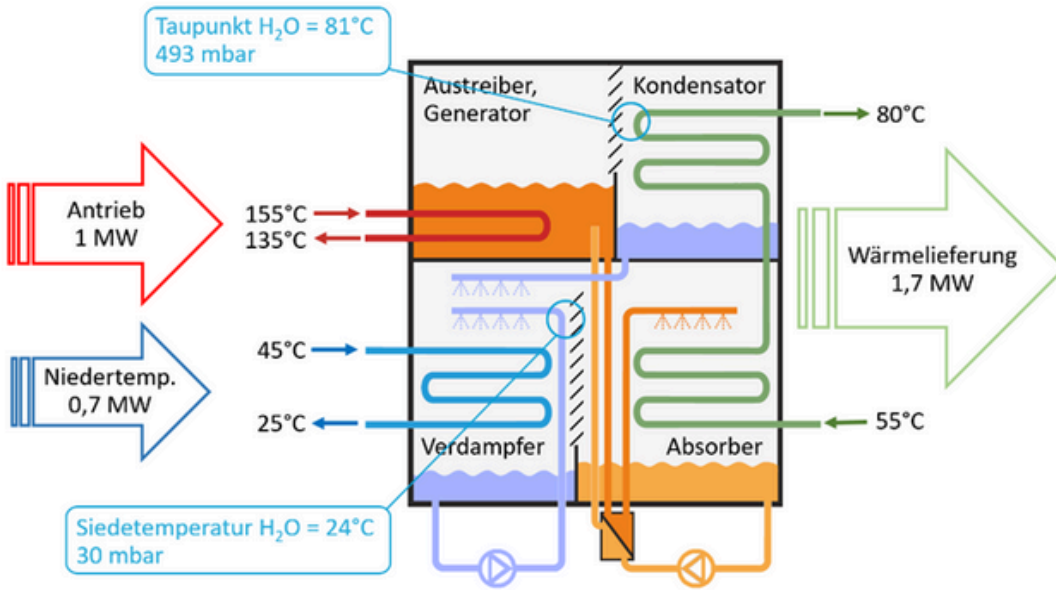 Taupunkt H₂O = 81°C
493 mbar
Austreiber,
Generator
Kondensator
80°C
Antrieb
1 MW
155°C
135°C
Wärmelieferung
1,7 MW
Niedertemp.
0,7 MW
45°C
25°C
55°C
Verdampfer
Absorber
Siedetemperatur H₂O = 24°C
30 mbar